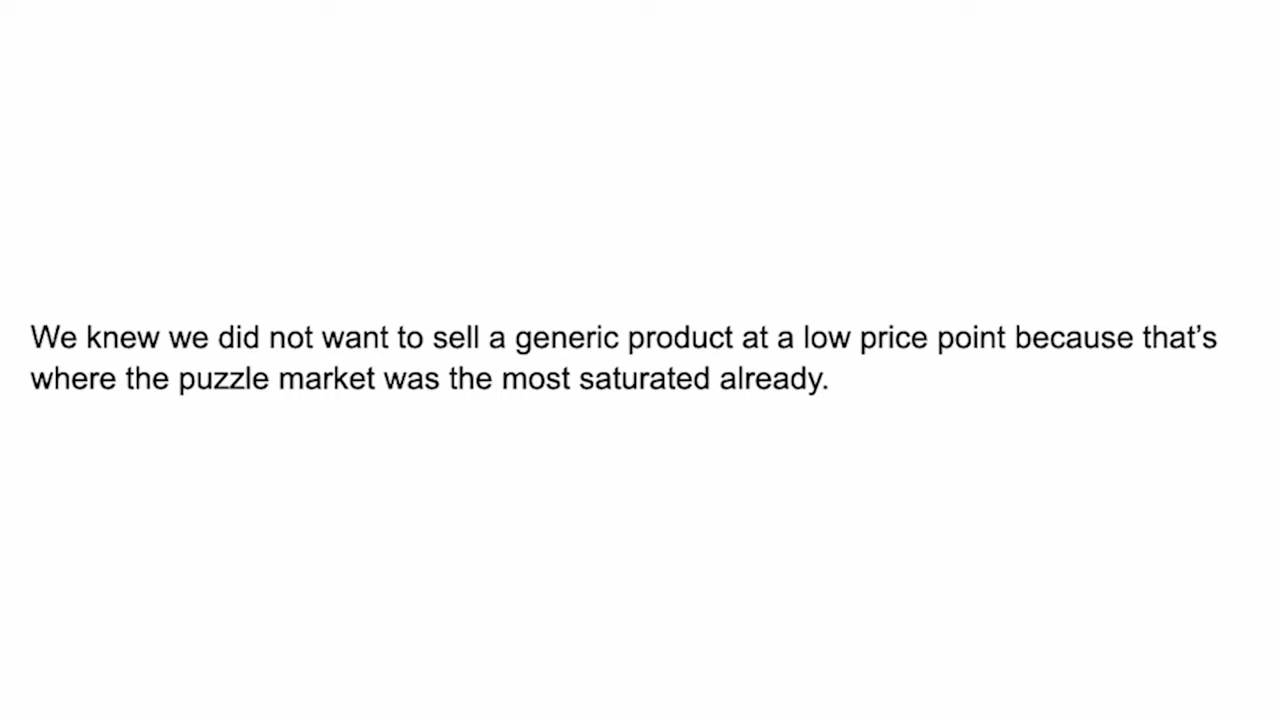 We knew we did not want to sell a generic product at a low price point because that’s
where the puzzle market was the most saturated already.